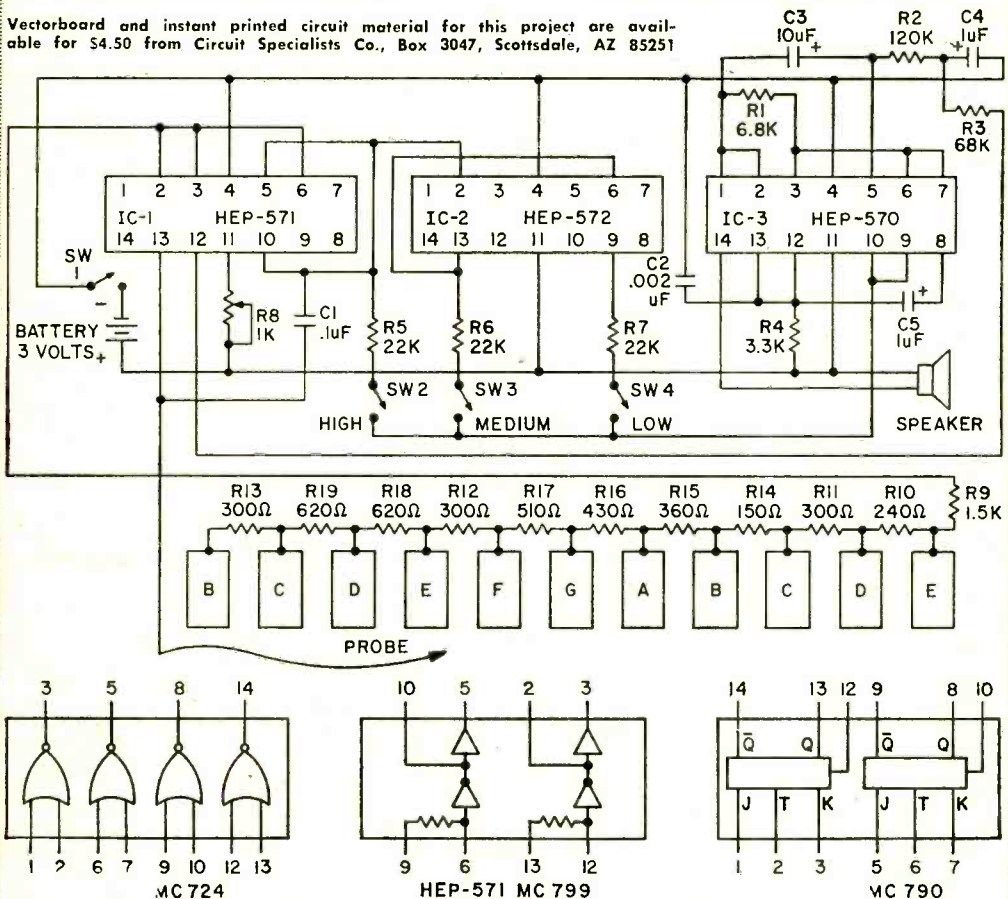 Vectorboard and instant printed circuit material for this project are avail-
able for $4.50 from Circuit Specialists Co., Box 3047, Scottsdale, AZ 85251
C3
10uF
+
R2
120K
C4
1uF
+
R1
6.8K
R3
68K
1 2 3 4 5 6 7
IC-1 HEP-571
14 13 12 11 10 9 8
1 2 3 4 5 6 7
IC-2 HEP-572
14 13 12 11 10 9 8
1 2 3 4 5 6 7
IC-3 HEP-570
14 13 12 11 10 9 8
SW
1
-
BATTERY
3 VOLTS
+
R8
1K
C1
.1uF
R5
22K
R6
22K
R7
22K
C2
.002
uF
R4
3.3K
+
C5
1uF
SW2
SW3
SW4
HIGH
MEDIUM
LOW
SPEAKER
R13
300Ω
R19
620Ω
R18
620Ω
R12
300Ω
R17
510Ω
R16
430Ω
R15
360Ω
R14
150Ω
R11
300Ω
R10
240Ω
R9
1.5K
B C D E F G A B C D E
PROBE
3 5 8 14
1 2 6 7 9 10 12 13
MC 724
10 5 2 3
9 6 13 12
HEP-571 MC 799
14 13 12 9 8 10
Q̅ Q Q̅ Q
J T K J T K
1 2 3 5 6 7
MC 790